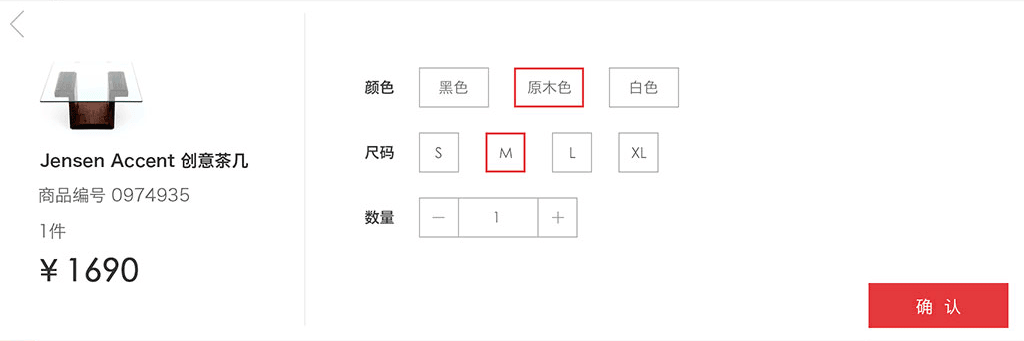 Jensen Accent 创意茶几
商品编号 0974935
1件
¥ 1690
颜色 黑色 原木色 白色
尺码 S M L XL
数量 1
确 认